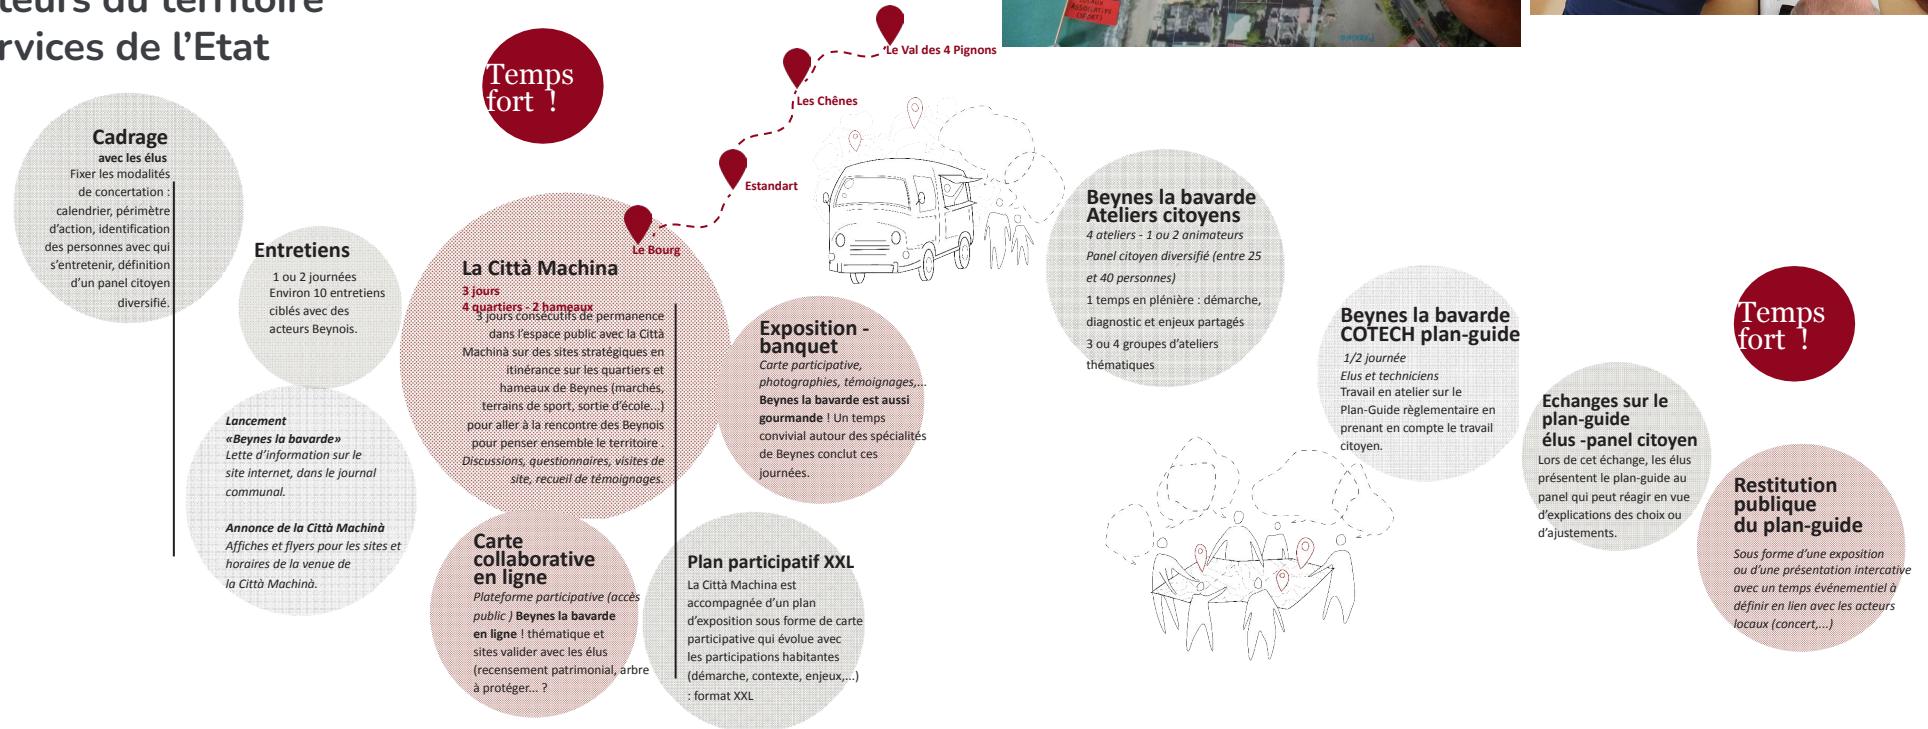 teurs du territoire
rvices de l'Etat
Temps
fort !
Le Val des 4 Pignons
Les Chênes
Estandart
Le Bourg
Cadrage
avec les élus
Fixer les modalités
de concertation :
calendrier, périmètre
d'action, identification
des personnes avec qui
s'entretenir, définition
d'un panel citoyen
diversifié.
Entretiens
1 ou 2 journées
Environ 10 entretiens
ciblés avec des
acteurs Beynois.
Lancement
«Beynes la bavarde»
Lette d'information sur le
site internet, dans le journal
communal.
Annonce de la Città Machinà
Affiches et flyers pour les sites et
horaires de la venue de
la Città Machinà.
La Città Machina
3 jours
4 quartiers - 2 hameaux
3 jours consécutifs de permanence
dans l'espace public avec la Città
Machinà sur des sites stratégiques en
itinérance sur les quartiers et
hameaux de Beynes (marchés,
terrains de sport, sortie d'école...)
pour aller à la rencontre des Beynois
pour penser ensemble le territoire .
Discussions, questionnaires, visites de
site, recueil de témoignages.
Carte
collaborative
en ligne
Plateforme participative (accès
public ) Beynes la bavarde
en ligne ! thématique et
sites valider avec les élus
(recensement patrimonial, arbre
à protéger... ?
Exposition -
banquet
Carte participative,
photographies, témoignages,...
Beynes la bavarde est aussi
gourmande ! Un temps
convivial autour des spécialités
de Beynes conclut ces
journées.
Plan participatif XXL
La Città Machina est
accompagnée d'un plan
d'exposition sous forme de carte
participative qui évolue avec
les participations habitantes
(démarche, contexte, enjeux,...)
: format XXL
Beynes la bavarde
Ateliers citoyens
4 ateliers - 1 ou 2 animateurs
Panel citoyen diversifié (entre 25
et 40 personnes)
1 temps en plénière : démarche,
diagnostic et enjeux partagés
3 ou 4 groupes d'ateliers
thématiques
Beynes la bavarde
COTECH plan-guide
1/2 journée
Elus et techniciens
Travail en atelier sur le
Plan-Guide règlementaire en
prenant en compte le travail
citoyen.
Echanges sur le
plan-guide
élus -panel citoyen
Lors de cet échange, les élus
présentent le plan-guide au
panel qui peut réagir en vue
d'explications des choix ou
d'ajustements.
Temps
fort !
Restitution
publique
du plan-guide
Sous forme d'une exposition
ou d'une présentation intercative
avec un temps événementiel à
définir en lien avec les acteurs
locaux (concert,...)